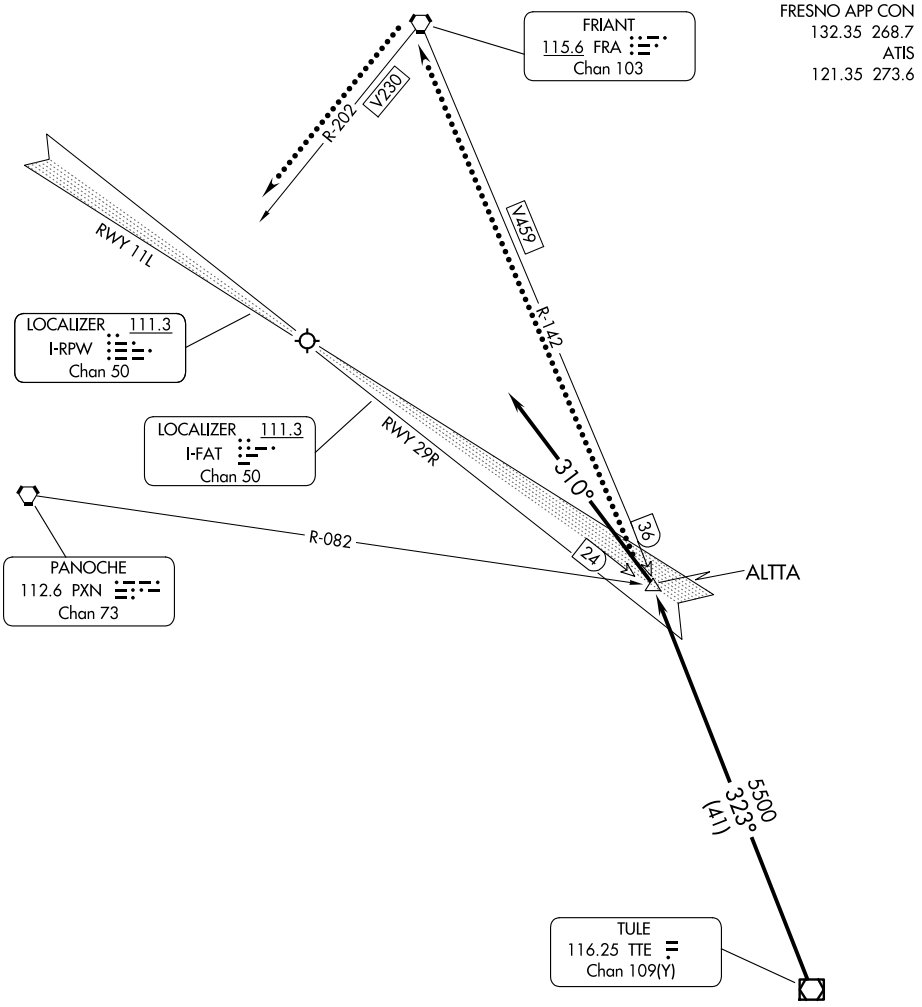 FRESNO APP CON
132.35 268.7
ATIS
121.35 273.6
FRIANT
115.6 FRA
Chan 103
R-202
V230
V459
R-142
RWY 11L
LOCALIZER 111.3
I-RPW
Chan 50
LOCALIZER 111.3
I-FAT
Chan 50
RWY 29R
310°
36
24
ALTTA
R-082
PANOCHE
112.6 PXN
Chan 73
5500
323°
(41)
TULE
116.25 TTE
Chan 109(Y)